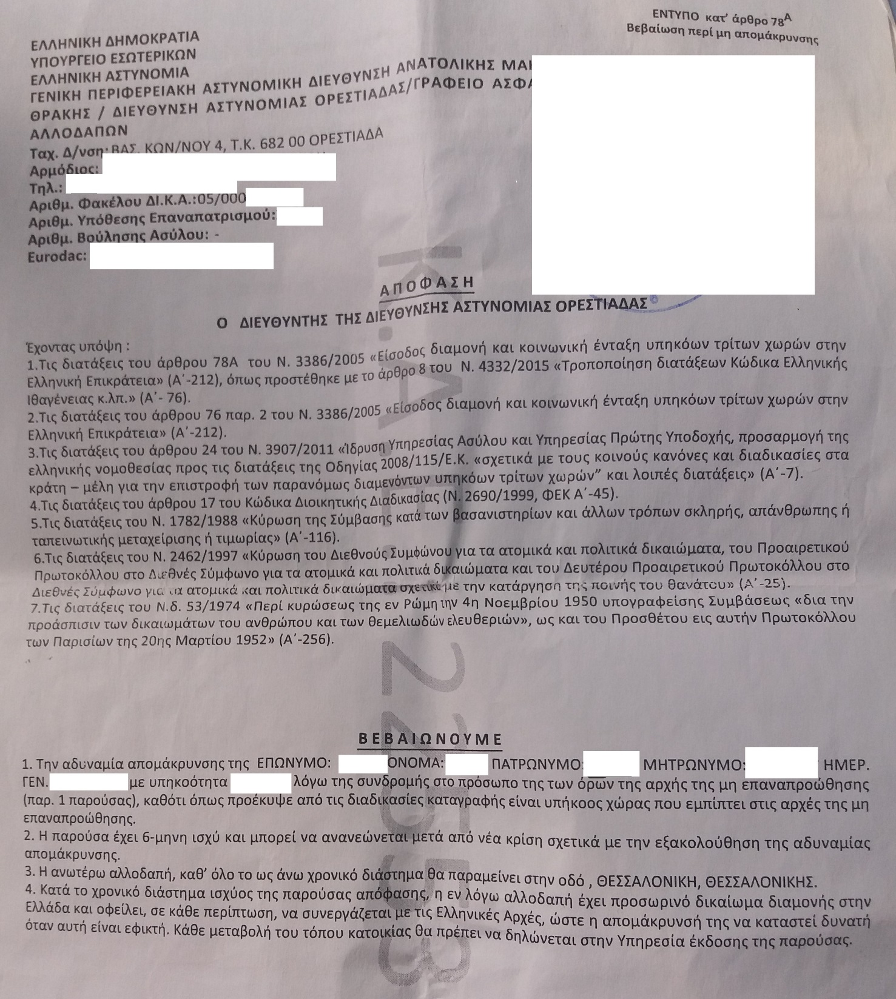 ΕΝΤΥΠΟ κατ' άρθρο 78Α
Βεβαίωση περί μη απομάκρυνσης
ΕΛΛΗΝΙΚΗ ΔΗΜΟΚΡΑΤΙΑ
ΥΠΟΥΡΓΕΙΟ ΕΣΩΤΕΡΙΚΩΝ
ΕΛΛΗΝΙΚΗ ΑΣΤΥΝΟΜΙΑ
ΓΕΝΙΚΗ ΠΕΡΙΦΕΡΕΙΑΚΗ ΑΣΤΥΝΟΜΙΚΗ ΔΙΕΥΘΥΝΣΗ ΑΝΑΤΟΛΙΚΗΣ ΜΑΚ
ΘΡΑΚΗΣ / ΔΙΕΥΘΥΝΣΗ ΑΣΤΥΝΟΜΙΑΣ ΟΡΕΣΤΙΑΔΑΣ/ΓΡΑΦΕΙΟ ΑΣΦΑ
ΑΛΛΟΔΑΠΩΝ
Ταχ. Δ/νση: ΒΑΣ. ΚΩΝ/ΝΟΥ 4, Τ.Κ. 682 00 ΟΡΕΣΤΙΑΔΑ
Αρμόδιος:
Τηλ.:
Αριθμ. Φακέλου ΔΙ.Κ.Α.:05/000
Αριθμ. Υπόθεσης Επαναπατρισμού:
Αριθμ. Βούλησης Ασύλου: -
Eurodac:
ΑΠΟΦΑΣΗ
Ο ΔΙΕΥΘΥΝΤΗΣ ΤΗΣ ΔΙΕΥΘΥΝΣΗΣ ΑΣΤΥΝΟΜΙΑΣ ΟΡΕΣΤΙΑΔΑΣ
Έχοντας υπόψη :
1.Τις διατάξεις του άρθρου 78Α του Ν. 3386/2005 «Είσοδος διαμονή και κοινωνική ένταξη υπηκόων τρίτων χωρών στην
Ελληνική Επικράτεια» (Α΄-212), όπως προστέθηκε με το άρθρο 8 του Ν. 4332/2015 «Τροποποίηση διατάξεων Κώδικα Ελληνικής
Ιθαγένειας κ.λπ.» (Α΄- 76).
2.Τις διατάξεις του άρθρου 76 παρ. 2 του Ν. 3386/2005 «Είσοδος διαμονή και κοινωνική ένταξη υπηκόων τρίτων χωρών στην
Ελληνική Επικράτεια» (Α΄-212).
3.Τις διατάξεις του άρθρου 24 του Ν. 3907/2011 «Ίδρυση Υπηρεσίας Ασύλου και Υπηρεσίας Πρώτης Υποδοχής, προσαρμογή της
ελληνικής νομοθεσίας προς τις διατάξεις της Οδηγίας 2008/115/Ε.Κ. «σχετικά με τους κοινούς κανόνες και διαδικασίες στα
κράτη – μέλη για την επιστροφή των παρανόμως διαμενόντων υπηκόων τρίτων χωρών” και λοιπές διατάξεις» (Α΄-7).
4.Τις διατάξεις του άρθρου 17 του Κώδικα Διοικητικής Διαδικασίας (Ν. 2690/1999, ΦΕΚ Α΄-45).
5.Τις διατάξεις του Ν. 1782/1988 «Κύρωση της Σύμβασης κατά των βασανιστηρίων και άλλων τρόπων σκληρής, απάνθρωπης ή
ταπεινωτικής μεταχείρισης ή τιμωρίας» (Α΄-116).
6.Τις διατάξεις του Ν. 2462/1997 «Κύρωση του Διεθνούς Συμφώνου για τα ατομικά και πολιτικά δικαιώματα, του Προαιρετικού
Πρωτοκόλλου στο Διεθνές Σύμφωνο για τα ατομικά και πολιτικά δικαιώματα και του Δευτέρου Προαιρετικού Πρωτοκόλλου στο
Διεθνές Σύμφωνο για τα ατομικά και πολιτικά δικαιώματα σχετικά με την κατάργηση της ποινής του θανάτου» (Α΄-25).
7.Τις διατάξεις του Ν.δ. 53/1974 «Περί κυρώσεως της εν Ρώμη την 4η Νοεμβρίου 1950 υπογραφείσης Συμβάσεως «δια την
προάσπισιν των δικαιωμάτων του ανθρώπου και των θεμελιωδών ελευθεριών», ως και του Προσθέτου εις αυτήν Πρωτοκόλλου
των Παρισίων της 20ης Μαρτίου 1952» (Α΄-256).
ΒΕΒΑΙΩΝΟΥΜΕ
1. Την αδυναμία απομάκρυνσης της ΕΠΩΝΥΜΟ: ΟΝΟΜΑ: ΠΑΤΡΩΝΥΜΟ: ΜΗΤΡΩΝΥΜΟ: ΗΜΕΡ.
ΓΕΝ. με υπηκοότητα λόγω της συνδρομής στο πρόσωπο της των όρων της αρχής της μη επαναπροώθησης
(παρ. 1 παρούσας), καθότι όπως προέκυψε από τις διαδικασίες καταγραφής είναι υπήκοος χώρας που εμπίπτει στις αρχές της μη
επαναπροώθησης.
2. Η παρούσα έχει 6-μηνη ισχύ και μπορεί να ανανεώνεται μετά από νέα κρίση σχετικά με την εξακολούθηση της αδυναμίας
απομάκρυνσης.
3. Η ανωτέρω αλλοδαπή, καθ' όλο το ως άνω χρονικό διάστημα θα παραμείνει στην οδό , ΘΕΣΣΑΛΟΝΙΚΗ, ΘΕΣΣΑΛΟΝΙΚΗΣ.
4. Κατά το χρονικό διάστημα ισχύος της παρούσας απόφασης, η εν λόγω αλλοδαπή έχει προσωρινό δικαίωμα διαμονής στην
Ελλάδα και οφείλει, σε κάθε περίπτωση, να συνεργάζεται με τις Ελληνικές Αρχές, ώστε η απομάκρυνσή της να καταστεί δυνατή
όταν αυτή είναι εφικτή. Κάθε μεταβολή του τόπου κατοικίας θα πρέπει να δηλώνεται στην Υπηρεσία έκδοσης της παρούσας.